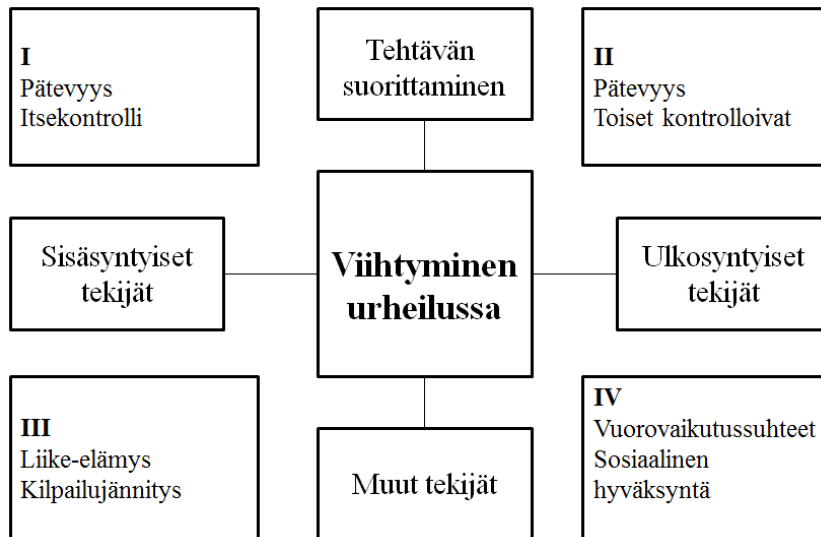 I
Pätevyys
Itsekontrolli
Tehtävän
suorittaminen
II
Pätevyys
Toiset kontrolloivat
Sisäsyntyiset
tekijät
Viihtyminen
urheilussa
Ulkosyntyiset
tekijät
III
Liike-elämys
Kilpailujännitys
Muut tekijät
IV
Vuorovaikutussuhteet
Sosiaalinen
hyväksyntä